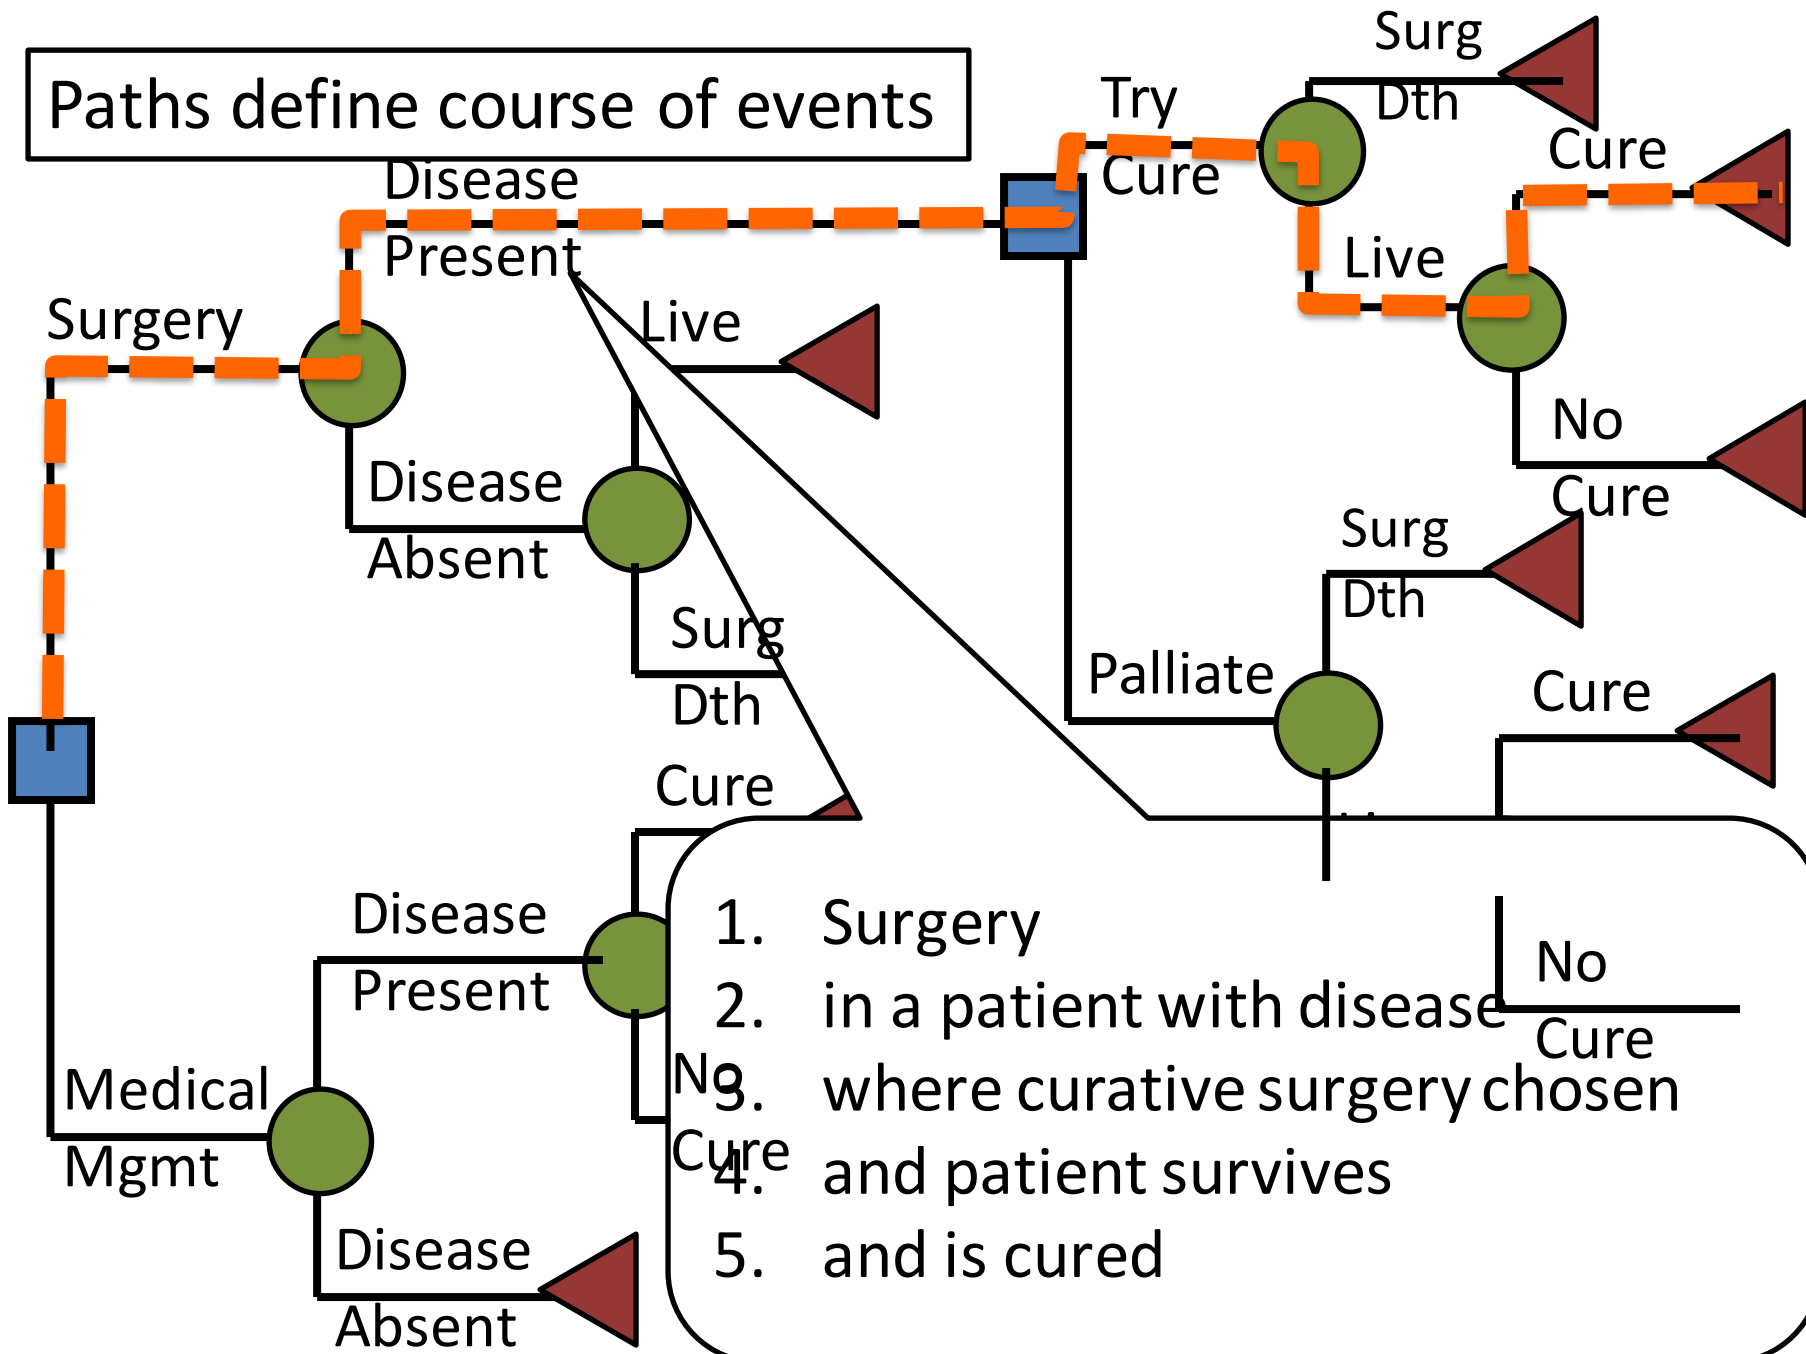 Paths define course of events
Surg
Dth
Try
Cure
Cure
Disease
Present
Live
Surgery
Live
No
Cure
Disease
Absent
Surg
Dth
Surg
Dth
Palliate
Cure
Cure
Disease
Present
No
Cure
No
Cure
1. Surgery
2. in a patient with disease
3. where curative surgery chosen
4. and patient survives
5. and is cured
Medical
Mgmt
Disease
Absent